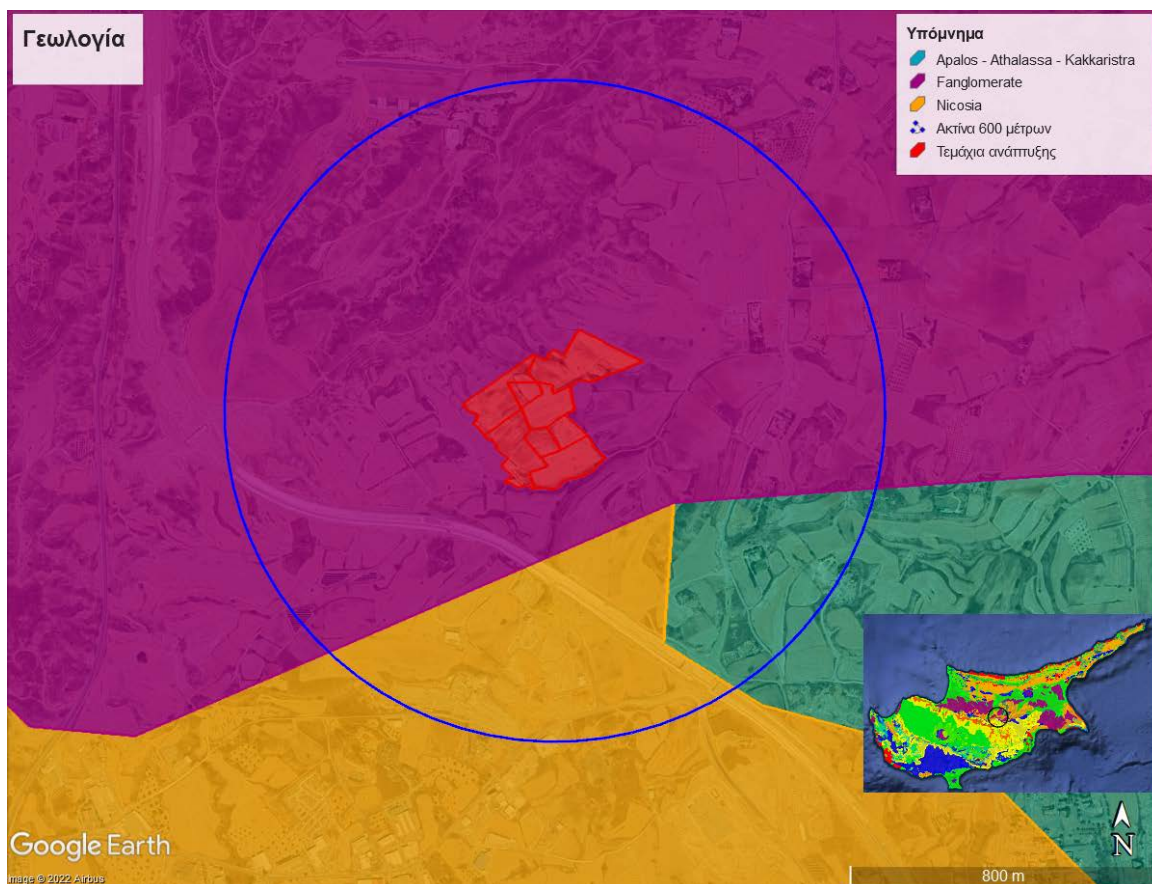 Γεωλογία
Υπόμνημα
Apalos - Athalassa - Kakkaristra
Fanglomerate
Nicosia
Ακτίνα 600 μέτρων
Τεμάχια ανάπτυξης
Google Earth
Image © 2022 Airbus
N
800 m